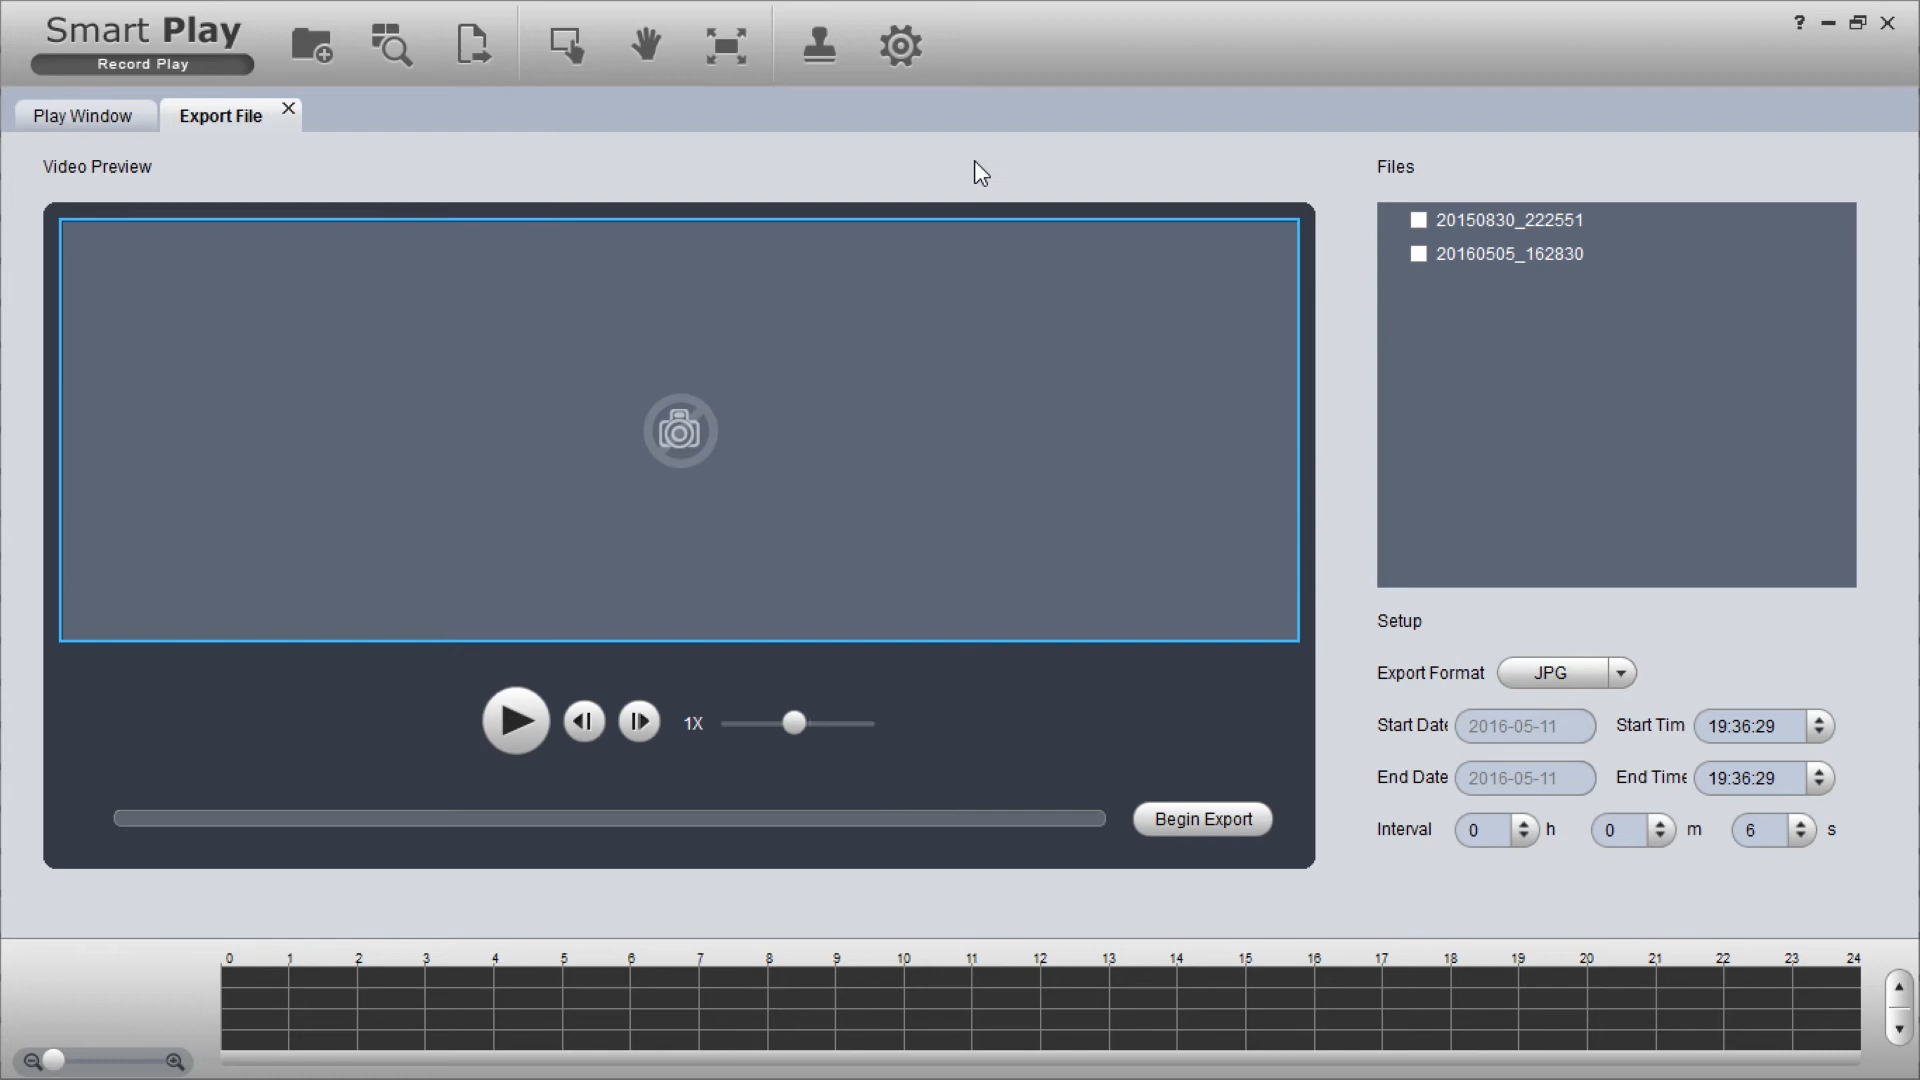 Smart Play
Record Play
?
Play Window
Export File
Video Preview
Files
20150830_222551
20160505_162830
Setup
Export Format JPG
Start Date 2016-05-11 Start Tim 19:36:29
End Date 2016-05-11 End Time 19:36:29
Interval 0 h 0 m 6 s
1X
Begin Export
0 1 2 3 4 5 6 7 8 9 10 11 12 13 14 15 16 17 18 19 20 21 22 23 24